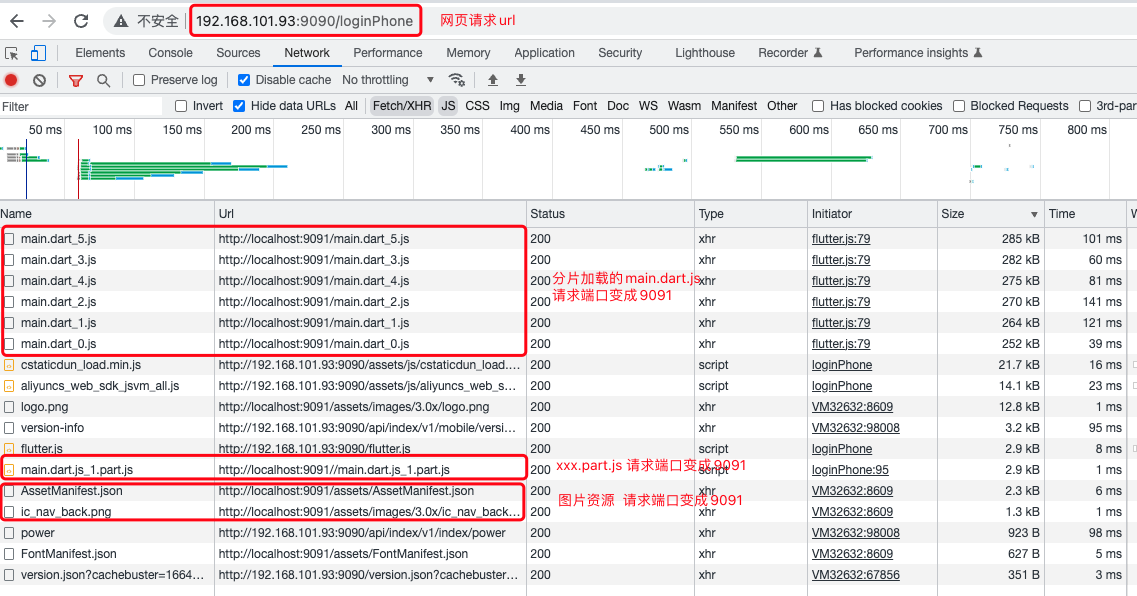 不安全 192.168.101.93:9090/loginPhone 网页请求url
Elements Console Sources Network Performance Memory Application Security Lighthouse Recorder Performance insights
Preserve log Disable cache No throttling
Filter Invert Hide data URLs All Fetch/XHR JS CSS Img Media Font Doc WS Wasm Manifest Other Has blocked cookies Blocked Requests 3rd-par
50 ms 100 ms 150 ms 200 ms 250 ms 300 ms 350 ms 400 ms 450 ms 500 ms 550 ms 600 ms 650 ms 700 ms 750 ms 800 ms
Name Url Status Type Initiator Size Time W
main.dart_5.js http://localhost:9091/main.dart_5.js 200 xhr flutter.js:79 285 kB 101 ms
main.dart_3.js http://localhost:9091/main.dart_3.js 200 xhr flutter.js:79 282 kB 60 ms
main.dart_4.js http://localhost:9091/main.dart_4.js 200 xhr flutter.js:79 275 kB 81 ms
分片加载的main.dart.js
main.dart_2.js http://localhost:9091/main.dart_2.js 200 xhr flutter.js:79 270 kB 141 ms
请求端口变成9091
main.dart_1.js http://localhost:9091/main.dart_1.js 200 xhr flutter.js:79 264 kB 121 ms
main.dart_0.js http://localhost:9091/main.dart_0.js 200 xhr flutter.js:79 252 kB 39 ms
cstaticdun_load.min.js http://192.168.101.93:9090/assets/js/cstaticdun_load.... 200 script loginPhone 21.7 kB 16 ms
aliyuncs_web_sdk_jsvm_all.js http://192.168.101.93:9090/assets/js/aliyuncs_web_s... 200 script loginPhone 14.1 kB 23 ms
logo.png http://localhost:9091/assets/images/3.0x/logo.png 200 xhr VM32632:8609 12.8 kB 1 ms
version-info http://192.168.101.93:9090/api/index/v1/mobile/versi... 200 xhr VM32632:98008 3.2 kB 95 ms
flutter.js http://192.168.101.93:9090/flutter.js 200 script loginPhone 2.9 kB 8 ms
main.dart.js_1.part.js http://localhost:9091//main.dart.js_1.part.js 200 script loginPhone:95 2.9 kB 1 ms
xxx.part.js 请求端口变成9091
AssetManifest.json http://localhost:9091/assets/AssetManifest.json 200 xhr VM32632:8609 2.3 kB 6 ms
图片资源 请求端口变成9091
ic_nav_back.png http://localhost:9091/assets/images/3.0x/ic_nav_back... 200 xhr VM32632:8609 1.3 kB 1 ms
power http://192.168.101.93:9090/api/index/v1/index/power 200 xhr VM32632:98008 923 B 98 ms
FontManifest.json http://localhost:9091/assets/FontManifest.json 200 xhr VM32632:8609 627 B 5 ms
version.json?cachebuster=1664... http://192.168.101.93:9090/version.json?cachebuster... 200 xhr VM32632:67856 351 B 3 ms